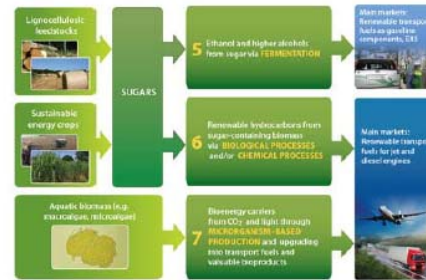 Lignocellulosic
feedstocks
Sustainable
energy crops
Aquatic biomass (e.g.
macroalgae, microalgae)
SUGARS
5
Ethanol and higher alcohols
from sugar via FERMENTATION
6
Renewable hydrocarbons from
sugar-containing biomass
via BIOLOGICAL PROCESSES
and/or CHEMICAL PROCESSES
7
Bioenergy carriers
from CO₂ and light through
MICROORGANISM-BASED
PRODUCTION and upgrading
into transport fuels and
valuable bioproducts
Main markets:
Renewable transport
fuels as gasoline
components, E85
Main markets:
Renewable transport
fuels for jet and
diesel engines